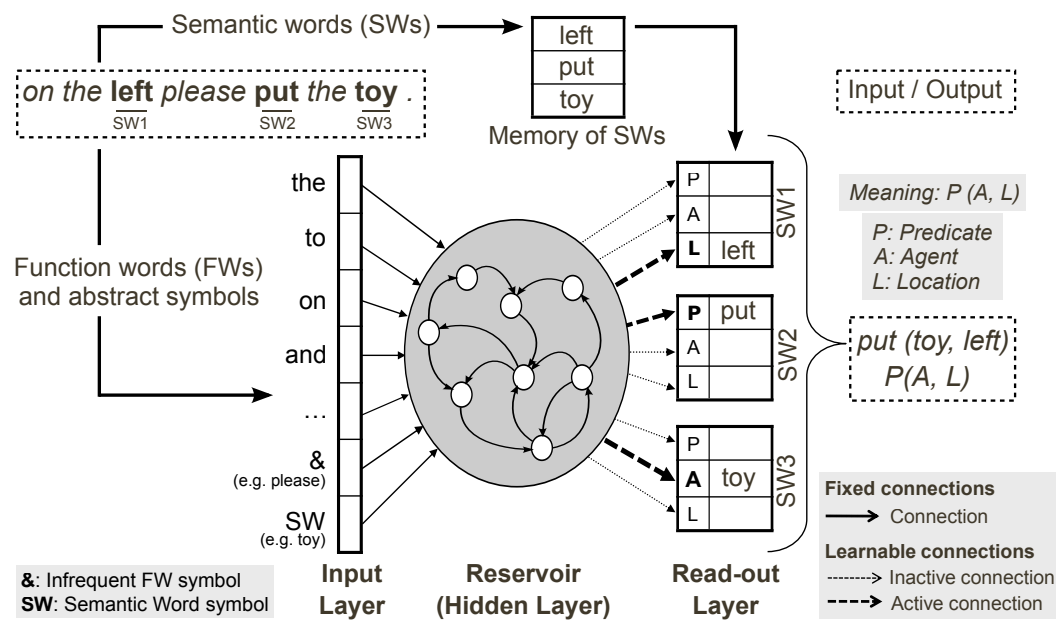 Semantic words (SWs)
left
put
toy
Memory of SWs
on the left please put the toy .
SW1
SW2
SW3
Input / Output
Function words (FWs)
and abstract symbols
the
to
on
and
...
&
(e.g. please)
SW
(e.g. toy)
P
A
L left
SW1
P put
A
L
SW2
P
A toy
L
SW3
Meaning: P (A, L)
P: Predicate
A: Agent
L: Location
put (toy, left)
P(A, L)
Fixed connections
Connection
Learnable connections
Inactive connection
Active connection
&: Infrequent FW symbol
SW: Semantic Word symbol
Input
Layer
Reservoir
(Hidden Layer)
Read-out
Layer